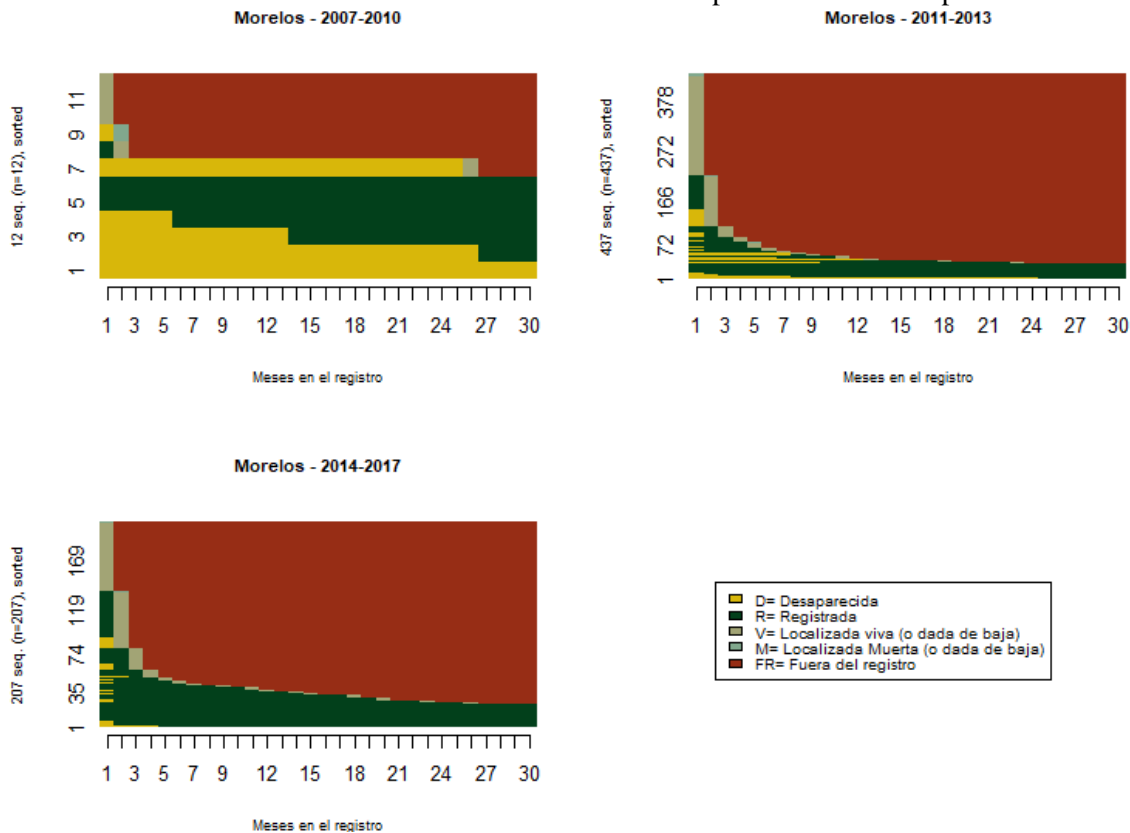 Morelos - 2007-2010
12 seq. (n=12), sorted
11
9
7
5
3
1
1 3 5 7 9 12 15 18 21 24 27 30
Meses en el registro
Morelos - 2011-2013
437 seq. (n=437), sorted
378
272
166
72
1
1 3 5 7 9 12 15 18 21 24 27 30
Meses en el registro
Morelos - 2014-2017
207 seq. (n=207), sorted
169
119
74
35
1
1 3 5 7 9 12 15 18 21 24 27 30
Meses en el registro
D= Desaparecida
R= Registrada
V= Localizada viva (o dada de baja)
M= Localizada Muerta (o dada de baja)
FR= Fuera del registro